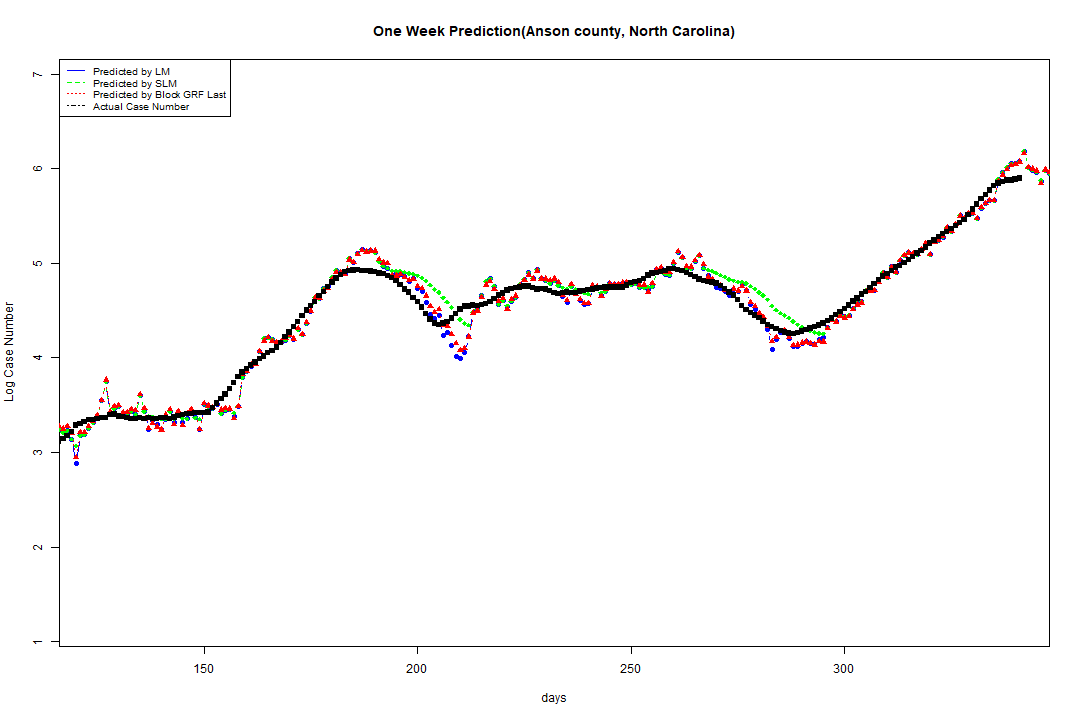 One Week Prediction(Anson county, North Carolina)
Predicted by LM
Predicted by SLM
Predicted by Block GRF Last
Actual Case Number
7
6
5
4
3
2
1
Log Case Number
150 200 250 300
days